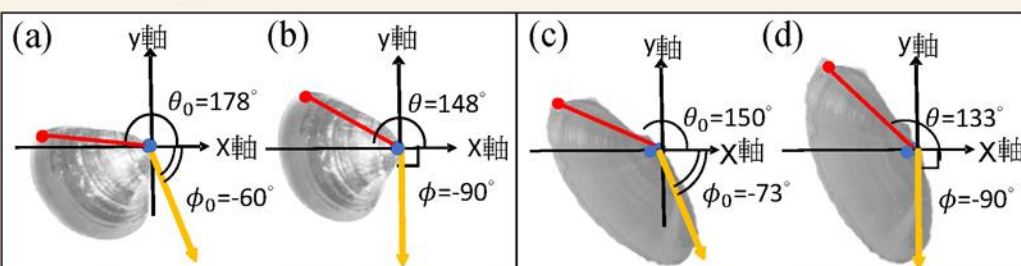 (a)
y軸
θ₀=178°
X軸
ϕ₀=-60°
(b)
y軸
θ=148°
X軸
ϕ=-90°
(c)
y軸
θ₀=150°
X軸
ϕ₀=-73°
(d)
y軸
θ=133°
X軸
ϕ=-90°